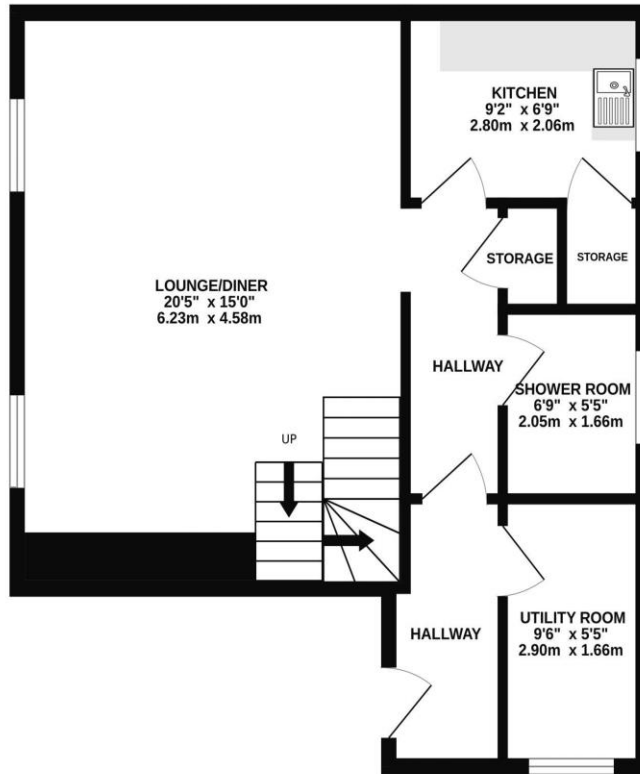 KITCHEN
9'2" x 6'9"
2.80m x 2.06m
STORAGE
STORAGE
LOUNGE/DINER
20'5" x 15'0"
6.23m x 4.58m
HALLWAY
SHOWER ROOM
6'9" x 5'5"
2.05m x 1.66m
UP
HALLWAY
UTILITY ROOM
9'6" x 5'5"
2.90m x 1.66m